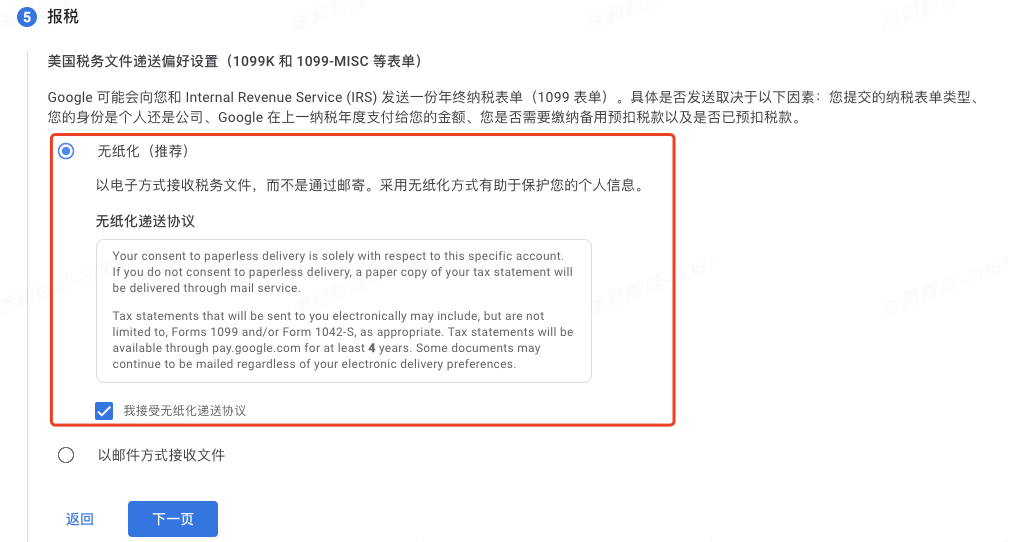 5 报税
美国税务文件递送偏好设置（1099K 和 1099-MISC 等表单）
Google 可能会向您和 Internal Revenue Service (IRS) 发送一份年终纳税表单（1099 表单）。具体是否发送取决于以下因素：您提交的纳税表单类型、
您的身份是个人还是公司、Google 在上一纳税年度支付给您的金额、您是否需要缴纳备用预扣税款以及是否已预扣税款。
无纸化（推荐）
以电子方式接收税务文件，而不是通过邮寄。采用无纸化方式有助于保护您的个人信息。
无纸化递送协议
Your consent to paperless delivery is solely with respect to this specific account.
If you do not consent to paperless delivery, a paper copy of your tax statement will
be delivered through mail service.
Tax statements that will be sent to you electronically may include, but are not
limited to, Forms 1099 and/or Form 1042-S, as appropriate. Tax statements will be
available through pay.google.com for at least 4 years. Some documents may
continue to be mailed regardless of your electronic delivery preferences.
我接受无纸化递送协议
以邮件方式接收文件
返回 下一页